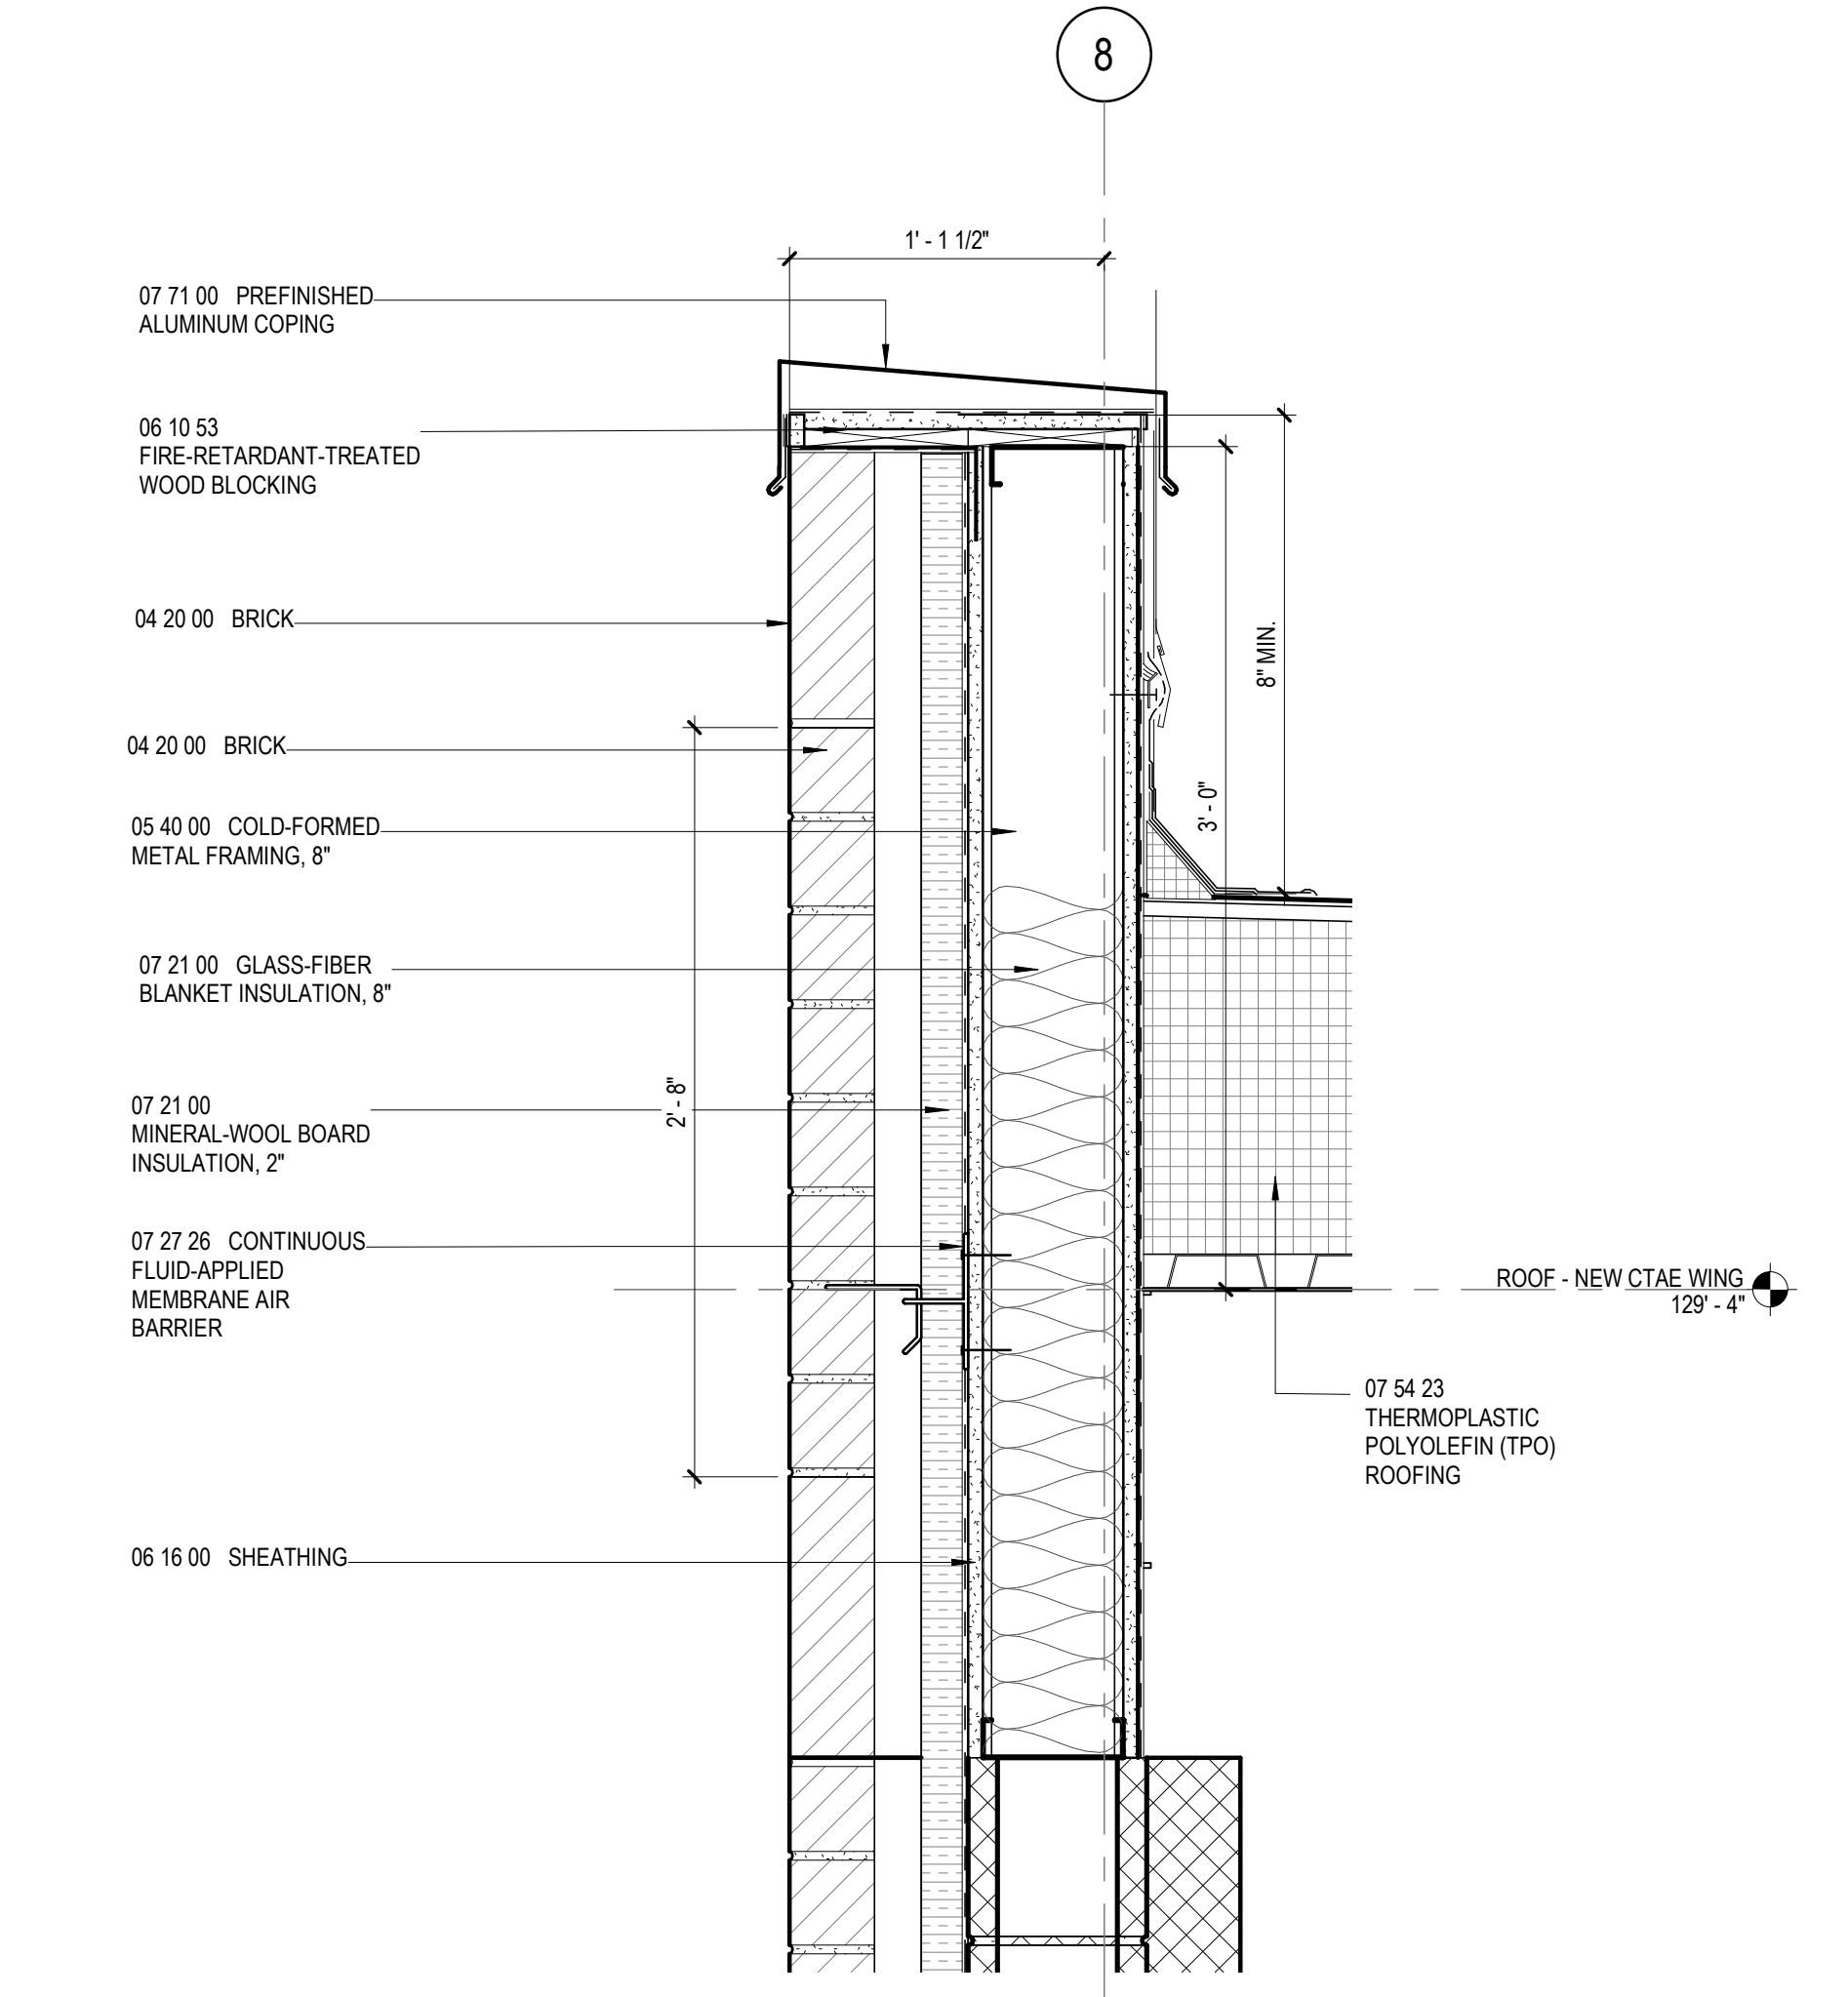 8
1' - 1 1/2"
07 71 00 PREFINISHED
ALUMINUM COPING
06 10 53
FIRE-RETARDANT-TREATED
WOOD BLOCKING
04 20 00 BRICK
8" MIN.
04 20 00 BRICK
3' - 0"
05 40 00 COLD-FORMED
METAL FRAMING, 8"
07 21 00 GLASS-FIBER
BLANKET INSULATION, 8"
2' - 8"
07 21 00
MINERAL-WOOL BOARD
INSULATION, 2"
07 27 26 CONTINUOUS
FLUID-APPLIED
MEMBRANE AIR
BARRIER
ROOF - NEW CTAE WING
129' - 4"
07 54 23
THERMOPLASTIC
POLYOLEFIN (TPO)
ROOFING
06 16 00 SHEATHING